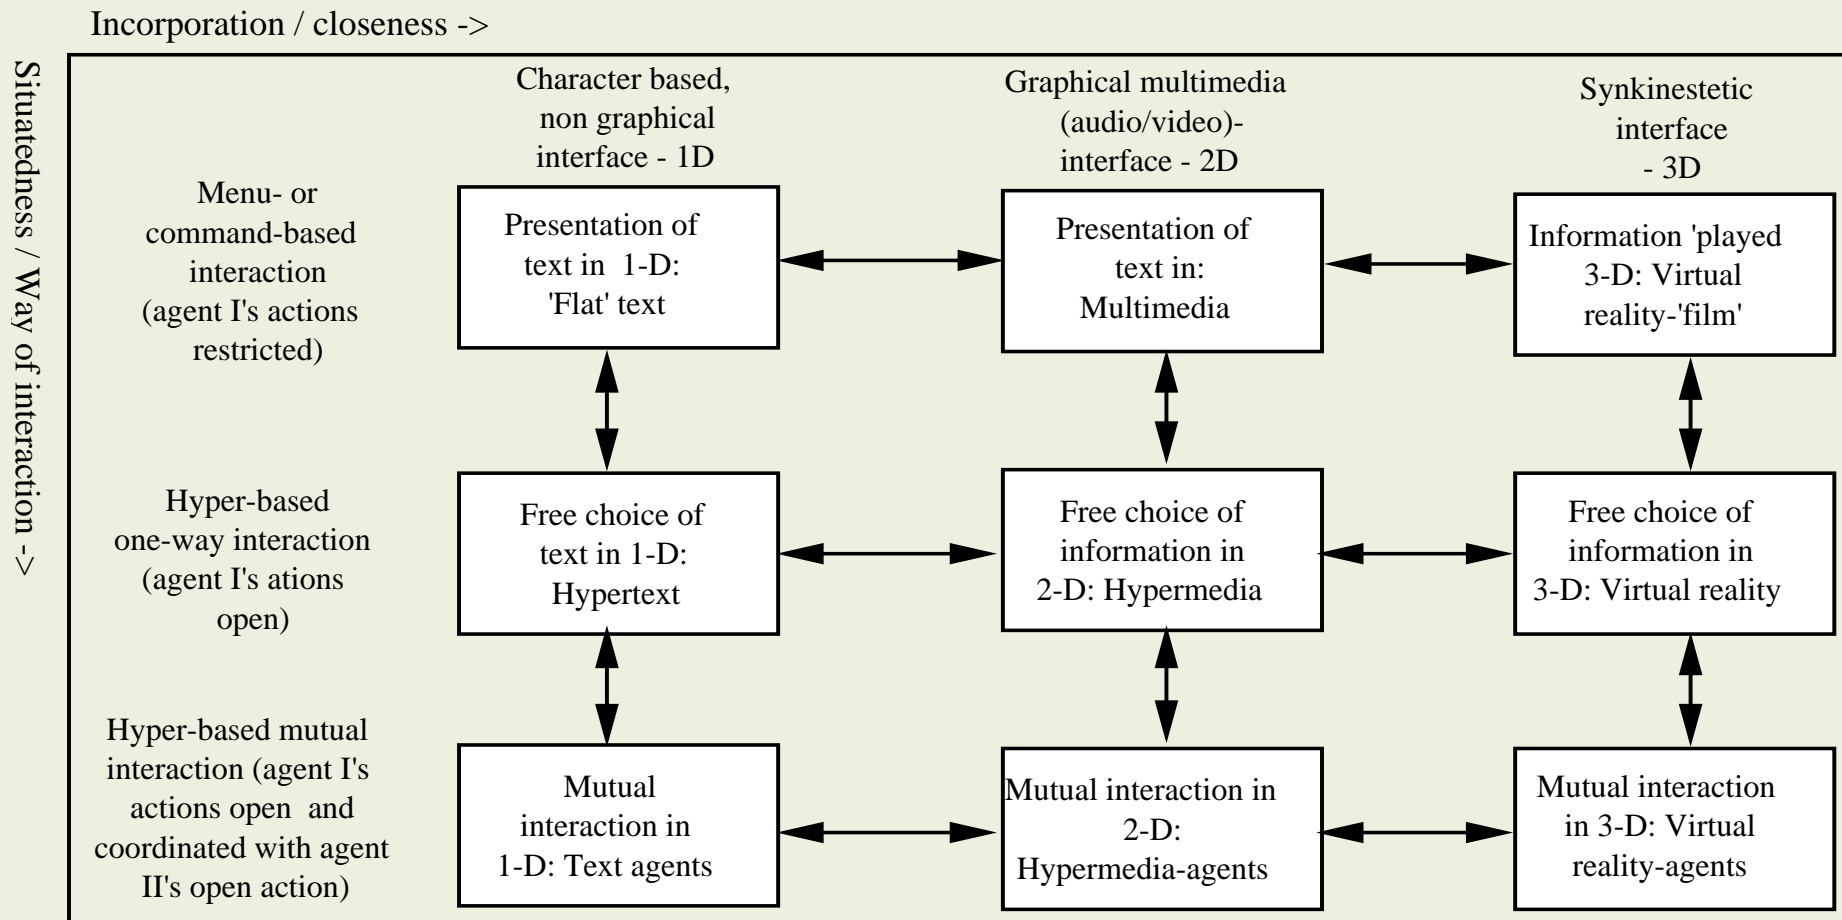 Incorporation / closeness ->
Situatedness / Way of interaction ->
Character based,
non graphical
interface - 1D
Graphical multimedia
(audio/video)-
interface - 2D
Synkinestetic
interface
- 3D
Menu- or
command-based
interaction
(agent I's actions
restricted)
Presentation of
text in 1-D:
'Flat' text
Presentation of
text in:
Multimedia
Information 'played
3-D: Virtual
reality-'film'
Hyper-based
one-way interaction
(agent I's ations
open)
Free choice of
text in 1-D:
Hypertext
Free choice of
information in
2-D: Hypermedia
Free choice of
information in
3-D: Virtual reality
Hyper-based mutual
interaction (agent I's
actions open and
coordinated with agent
II's open action)
Mutual
interaction in
1-D: Text agents
Mutual interaction in
2-D:
Hypermedia-agents
Mutual interaction
in 3-D: Virtual
reality-agents